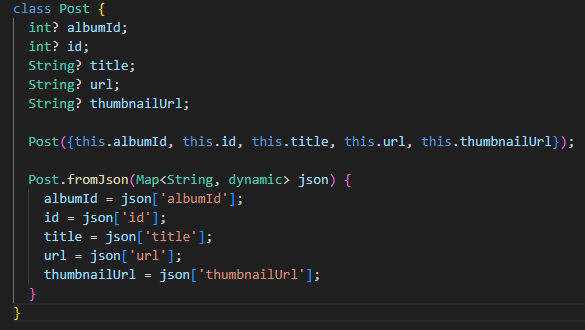 class Post {
  int? albumId;
  int? id;
  String? title;
  String? url;
  String? thumbnailUrl;

  Post({this.albumId, this.id, this.title, this.url, this.thumbnailUrl});

  Post.fromJson(Map<String, dynamic> json) {
    albumId = json['albumId'];
    id = json['id'];
    title = json['title'];
    url = json['url'];
    thumbnailUrl = json['thumbnailUrl'];
  }
}